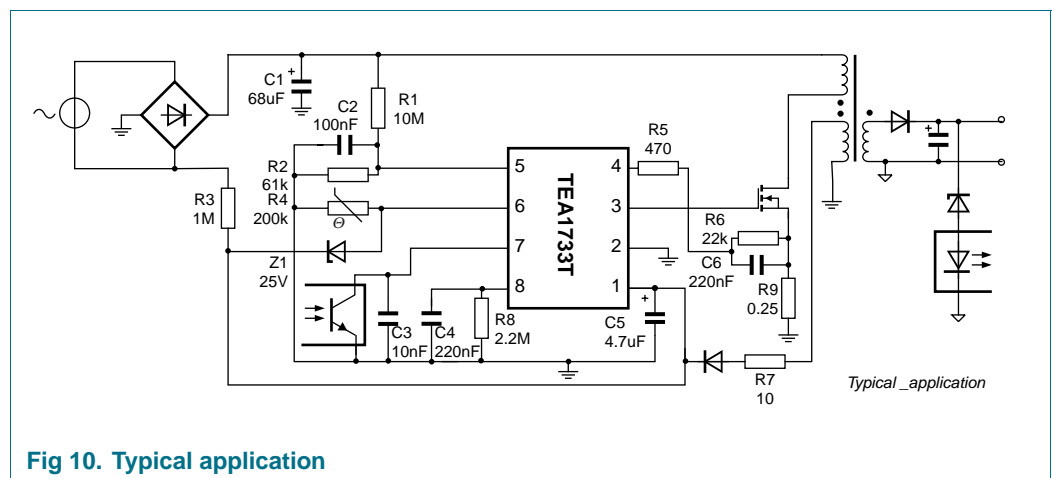 C1
68uF
C2
100nF
R1
10M
R2
61k
R3
1M
R4
200k
Θ
Z1
25V
5
6
7
8
TEA1733T
4
3
2
1
R5
470
R6
22k
C6
220nF
R9
0.25
C3
10nF
C4
220nF
R8
2.2M
C5
4.7uF
R7
10
Typical _application
Fig 10. Typical application